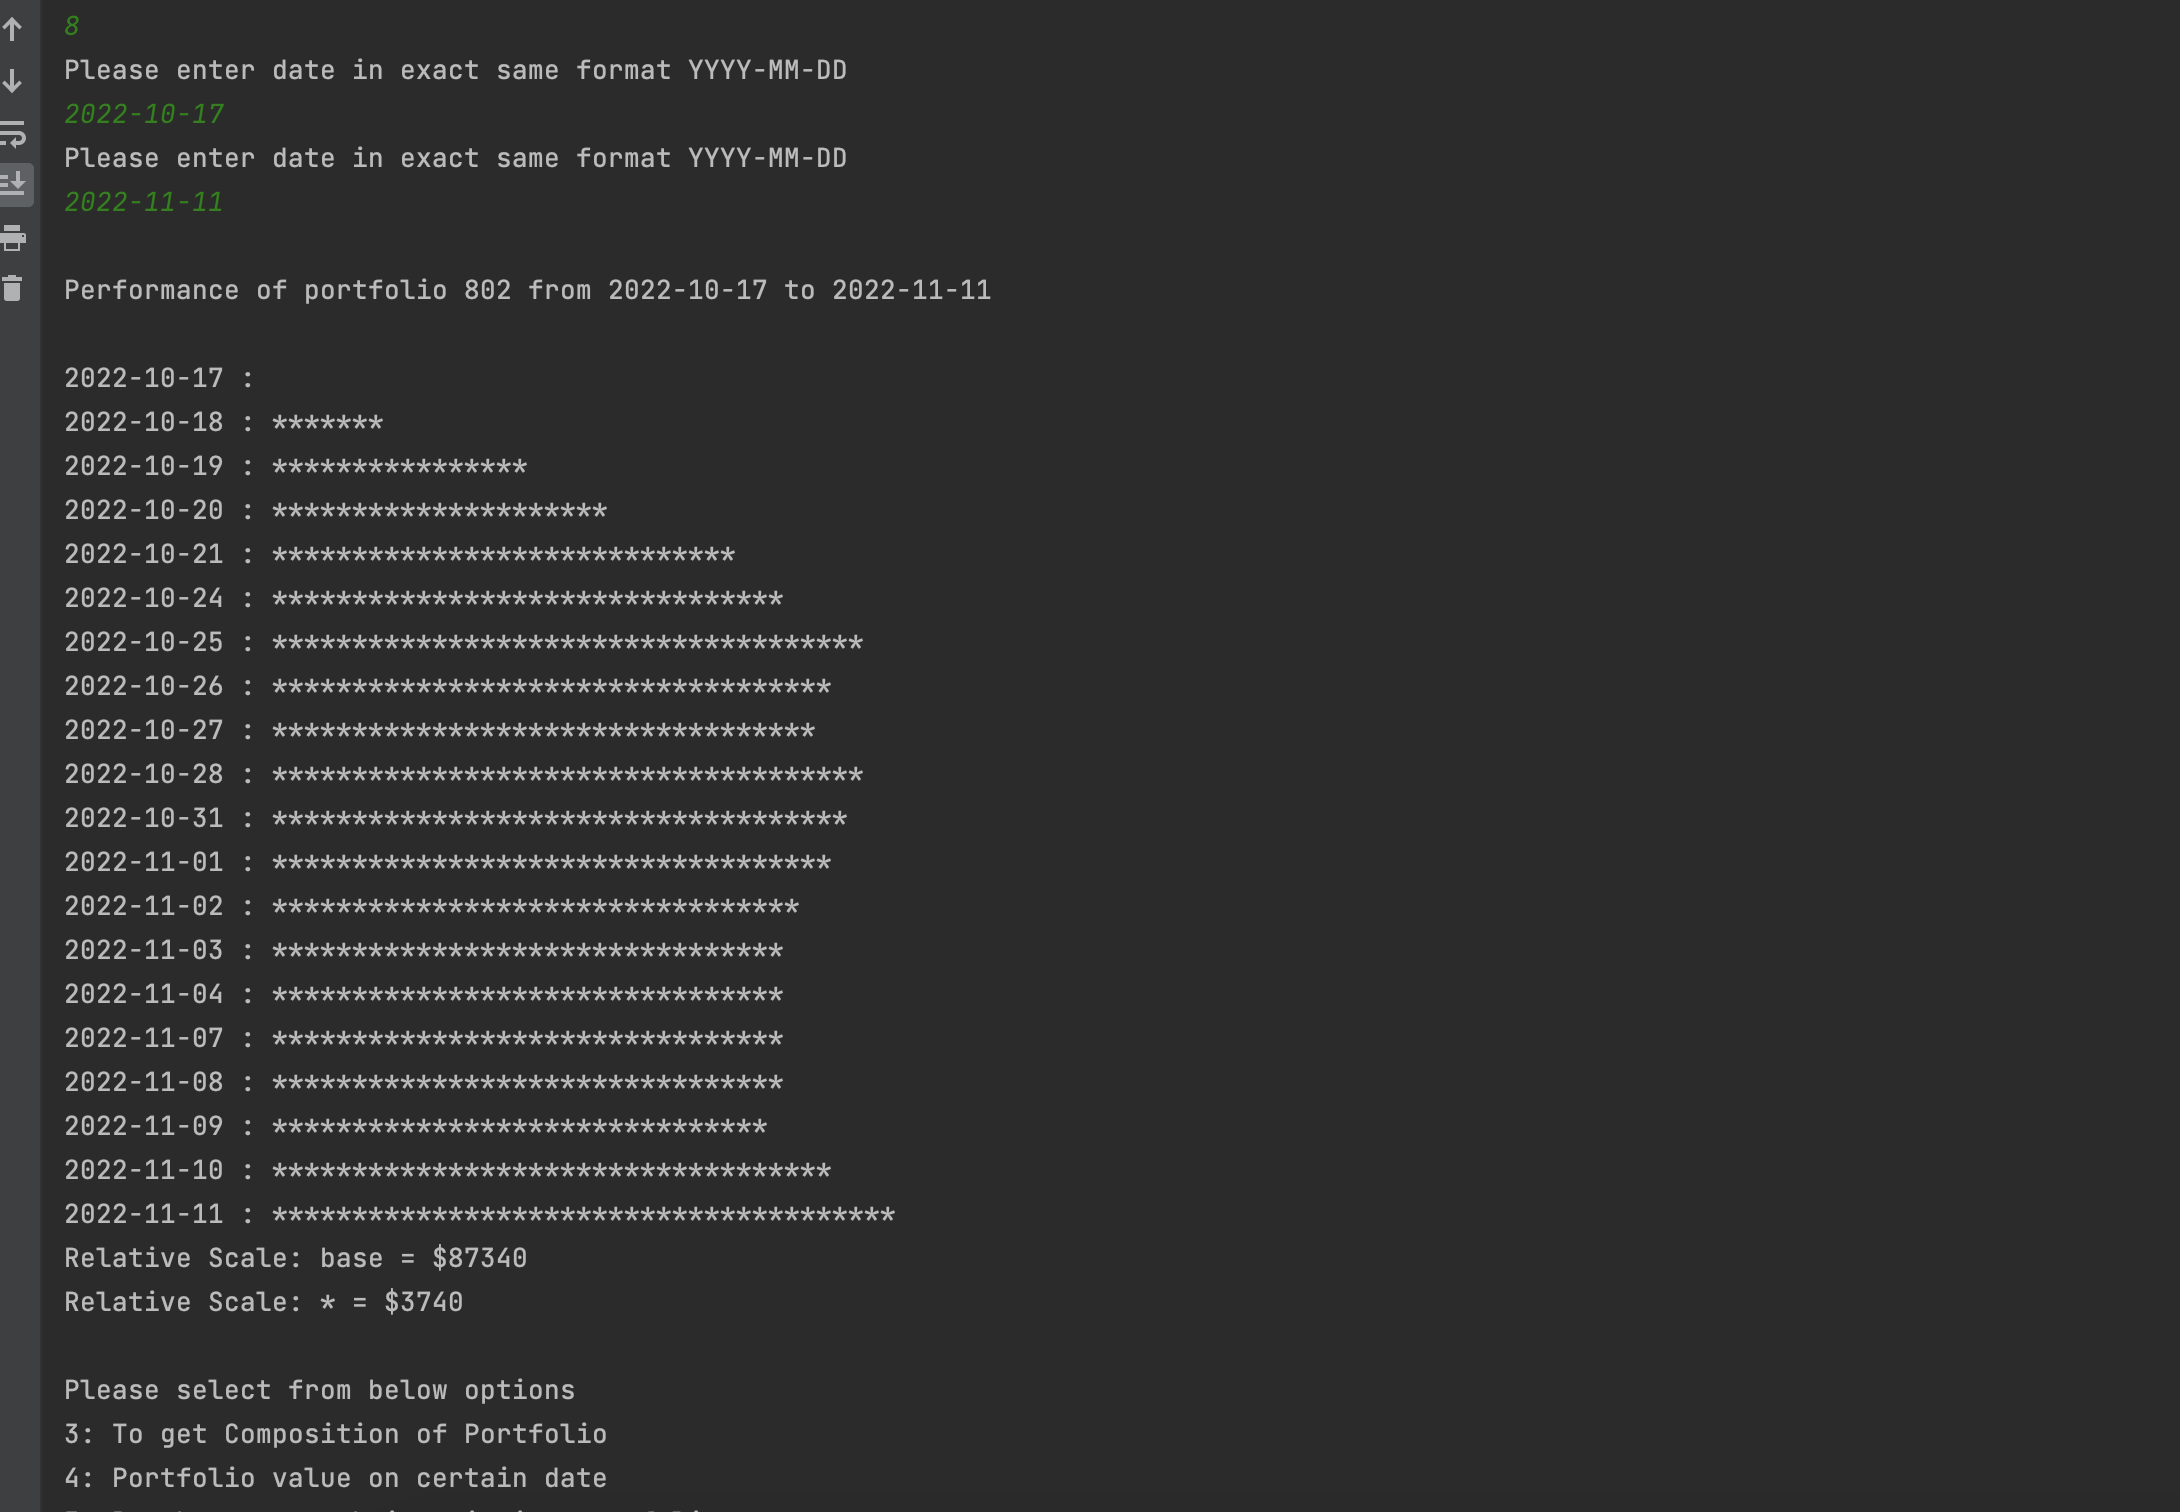 8
Please enter date in exact same format YYYY-MM-DD
2022-10-17
Please enter date in exact same format YYYY-MM-DD
2022-11-11
Performance of portfolio 802 from 2022-10-17 to 2022-11-11
2022-10-17 :
2022-10-18 : *******
2022-10-19 : ****************
2022-10-20 : *********************
2022-10-21 : *****************************
2022-10-24 : ********************************
2022-10-25 : *************************************
2022-10-26 : ***********************************
2022-10-27 : **********************************
2022-10-28 : *************************************
2022-10-31 : ************************************
2022-11-01 : ***********************************
2022-11-02 : *********************************
2022-11-03 : ********************************
2022-11-04 : ********************************
2022-11-07 : ********************************
2022-11-08 : ********************************
2022-11-09 : *******************************
2022-11-10 : ***********************************
2022-11-11 : ***************************************
Relative Scale: base = $87340
Relative Scale: * = $3740
Please select from below options
3: To get Composition of Portfolio
4: Portfolio value on certain date